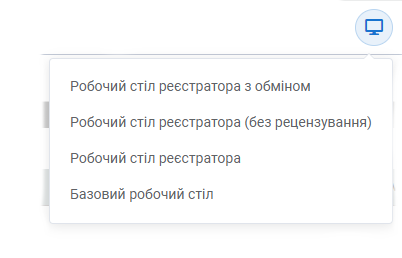 Робочий стіл реєстратора з обміном
Робочий стіл реєстратора (без рецензування)
Робочий стіл реєстратора
Базовий робочий стіл